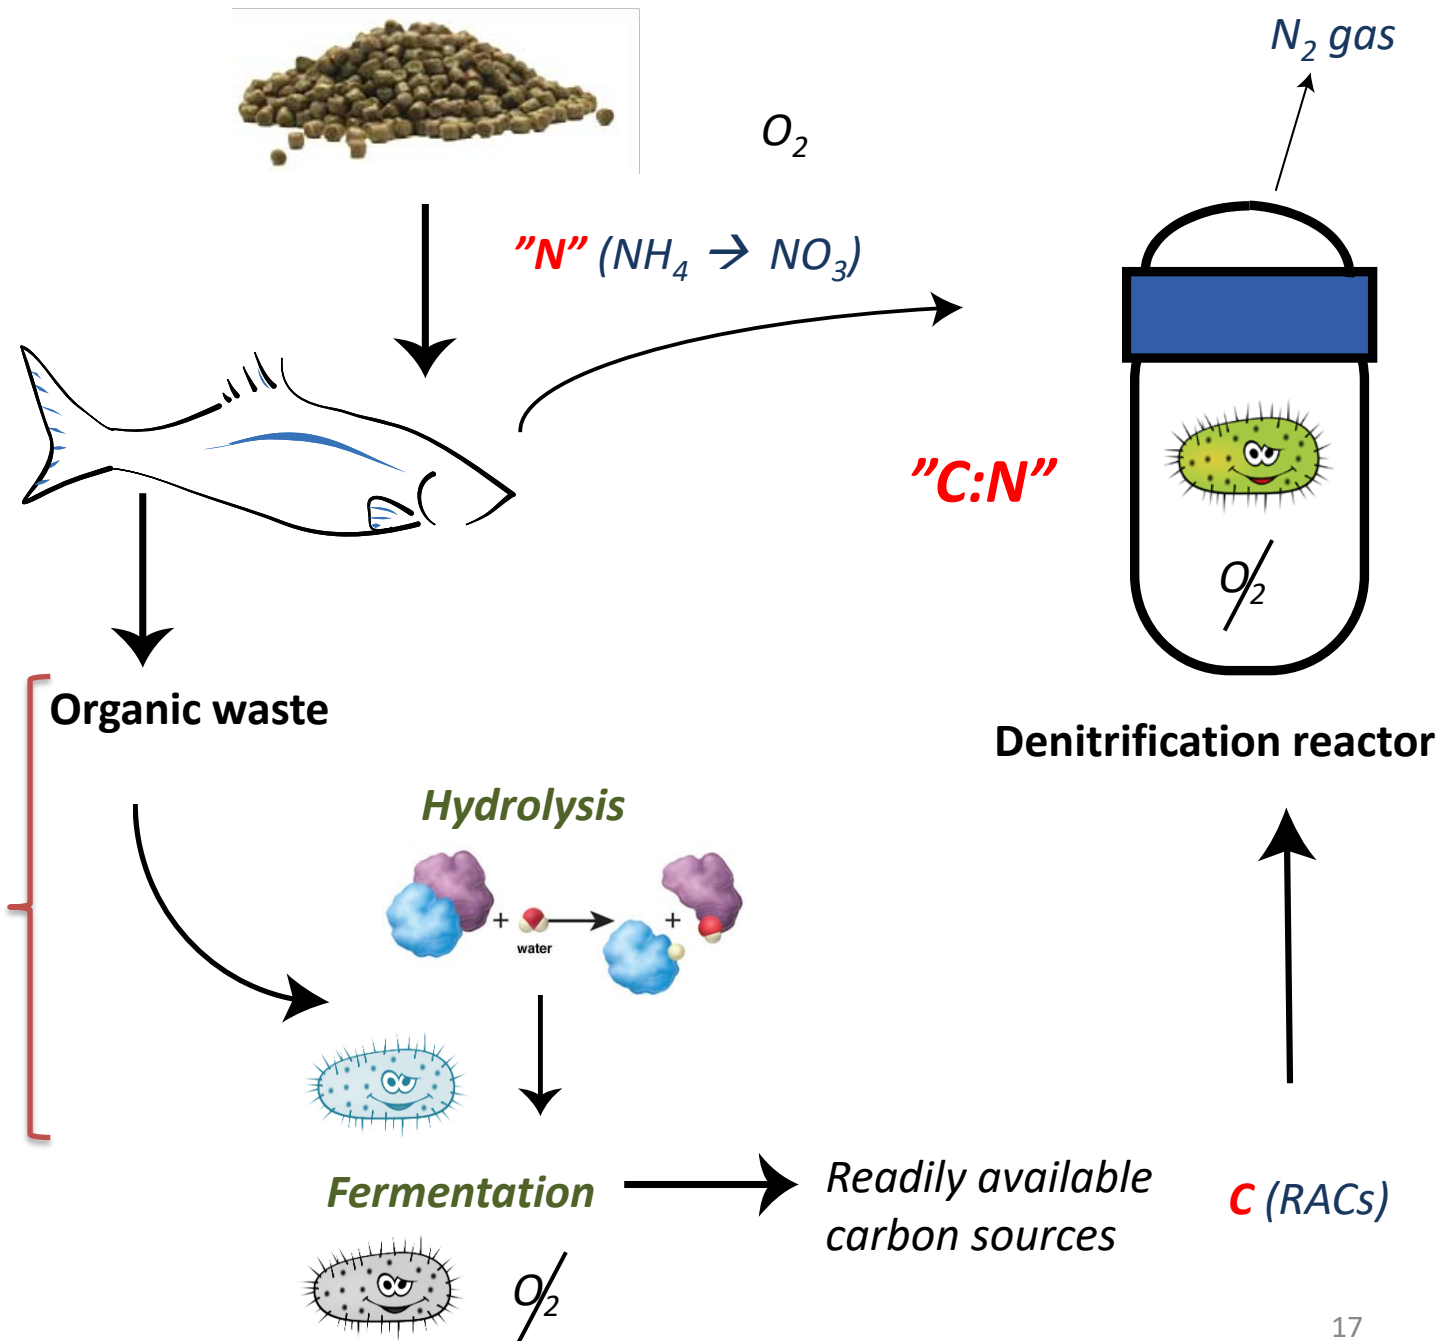 N₂ gas
O₂
”N” (NH₄ → NO₃)
”C:N”
O₂
Organic waste
Denitrification reactor
Hydrolysis
+
+
water
Fermentation
Readily available
carbon sources
C (RACs)
O₂
17